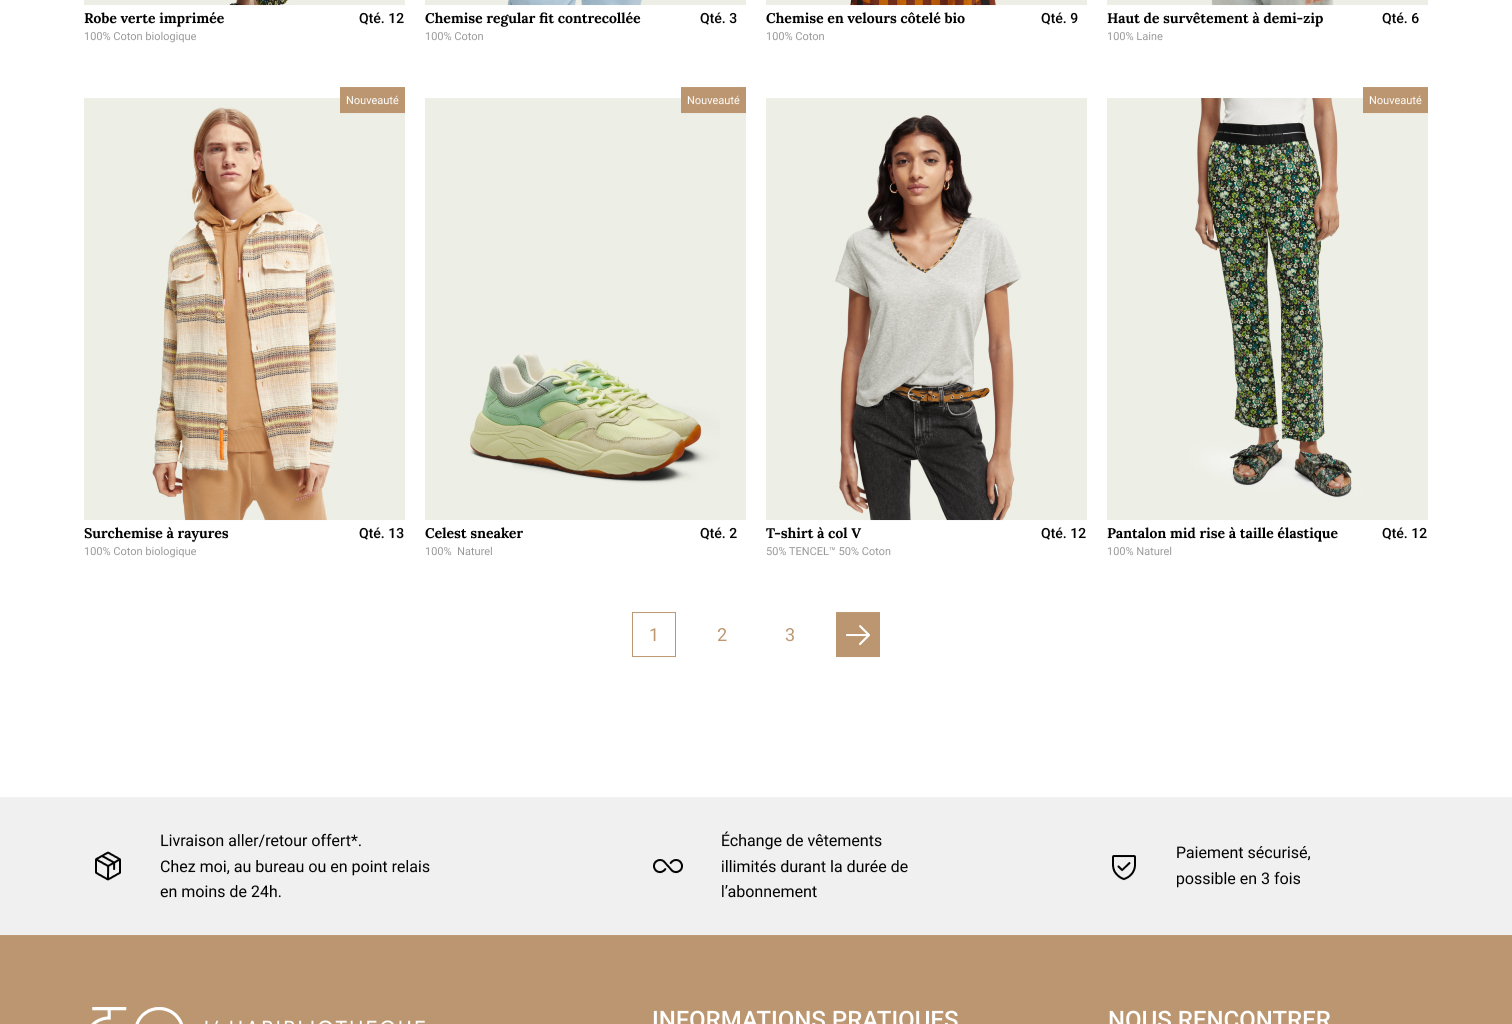 Robe verte imprimée Qté. 12
100% Coton biologique
Chemise regular fit contrecollée Qté. 3
100% Coton
Chemise en velours côtelé bio Qté. 9
100% Coton
Haut de survêtement à demi-zip Qté. 6
100% Laine
Nouveauté
Nouveauté
Nouveauté
Surchemise à rayures Qté. 13
100% Coton biologique
Celest sneaker Qté. 2
100% Naturel
T-shirt à col V Qté. 12
50% TENCEL™ 50% Coton
Pantalon mid rise à taille élastique Qté. 12
100% Naturel
1 2 3
Livraison aller/retour offert*.
Chez moi, au bureau ou en point relais
en moins de 24h.
Échange de vêtements
illimités durant la durée de
l’abonnement
Paiement sécurisé,
possible en 3 fois
L’HABIBLIOTHEQUE
INFORMATIONS PRATIQUES
NOUS RENCONTRER